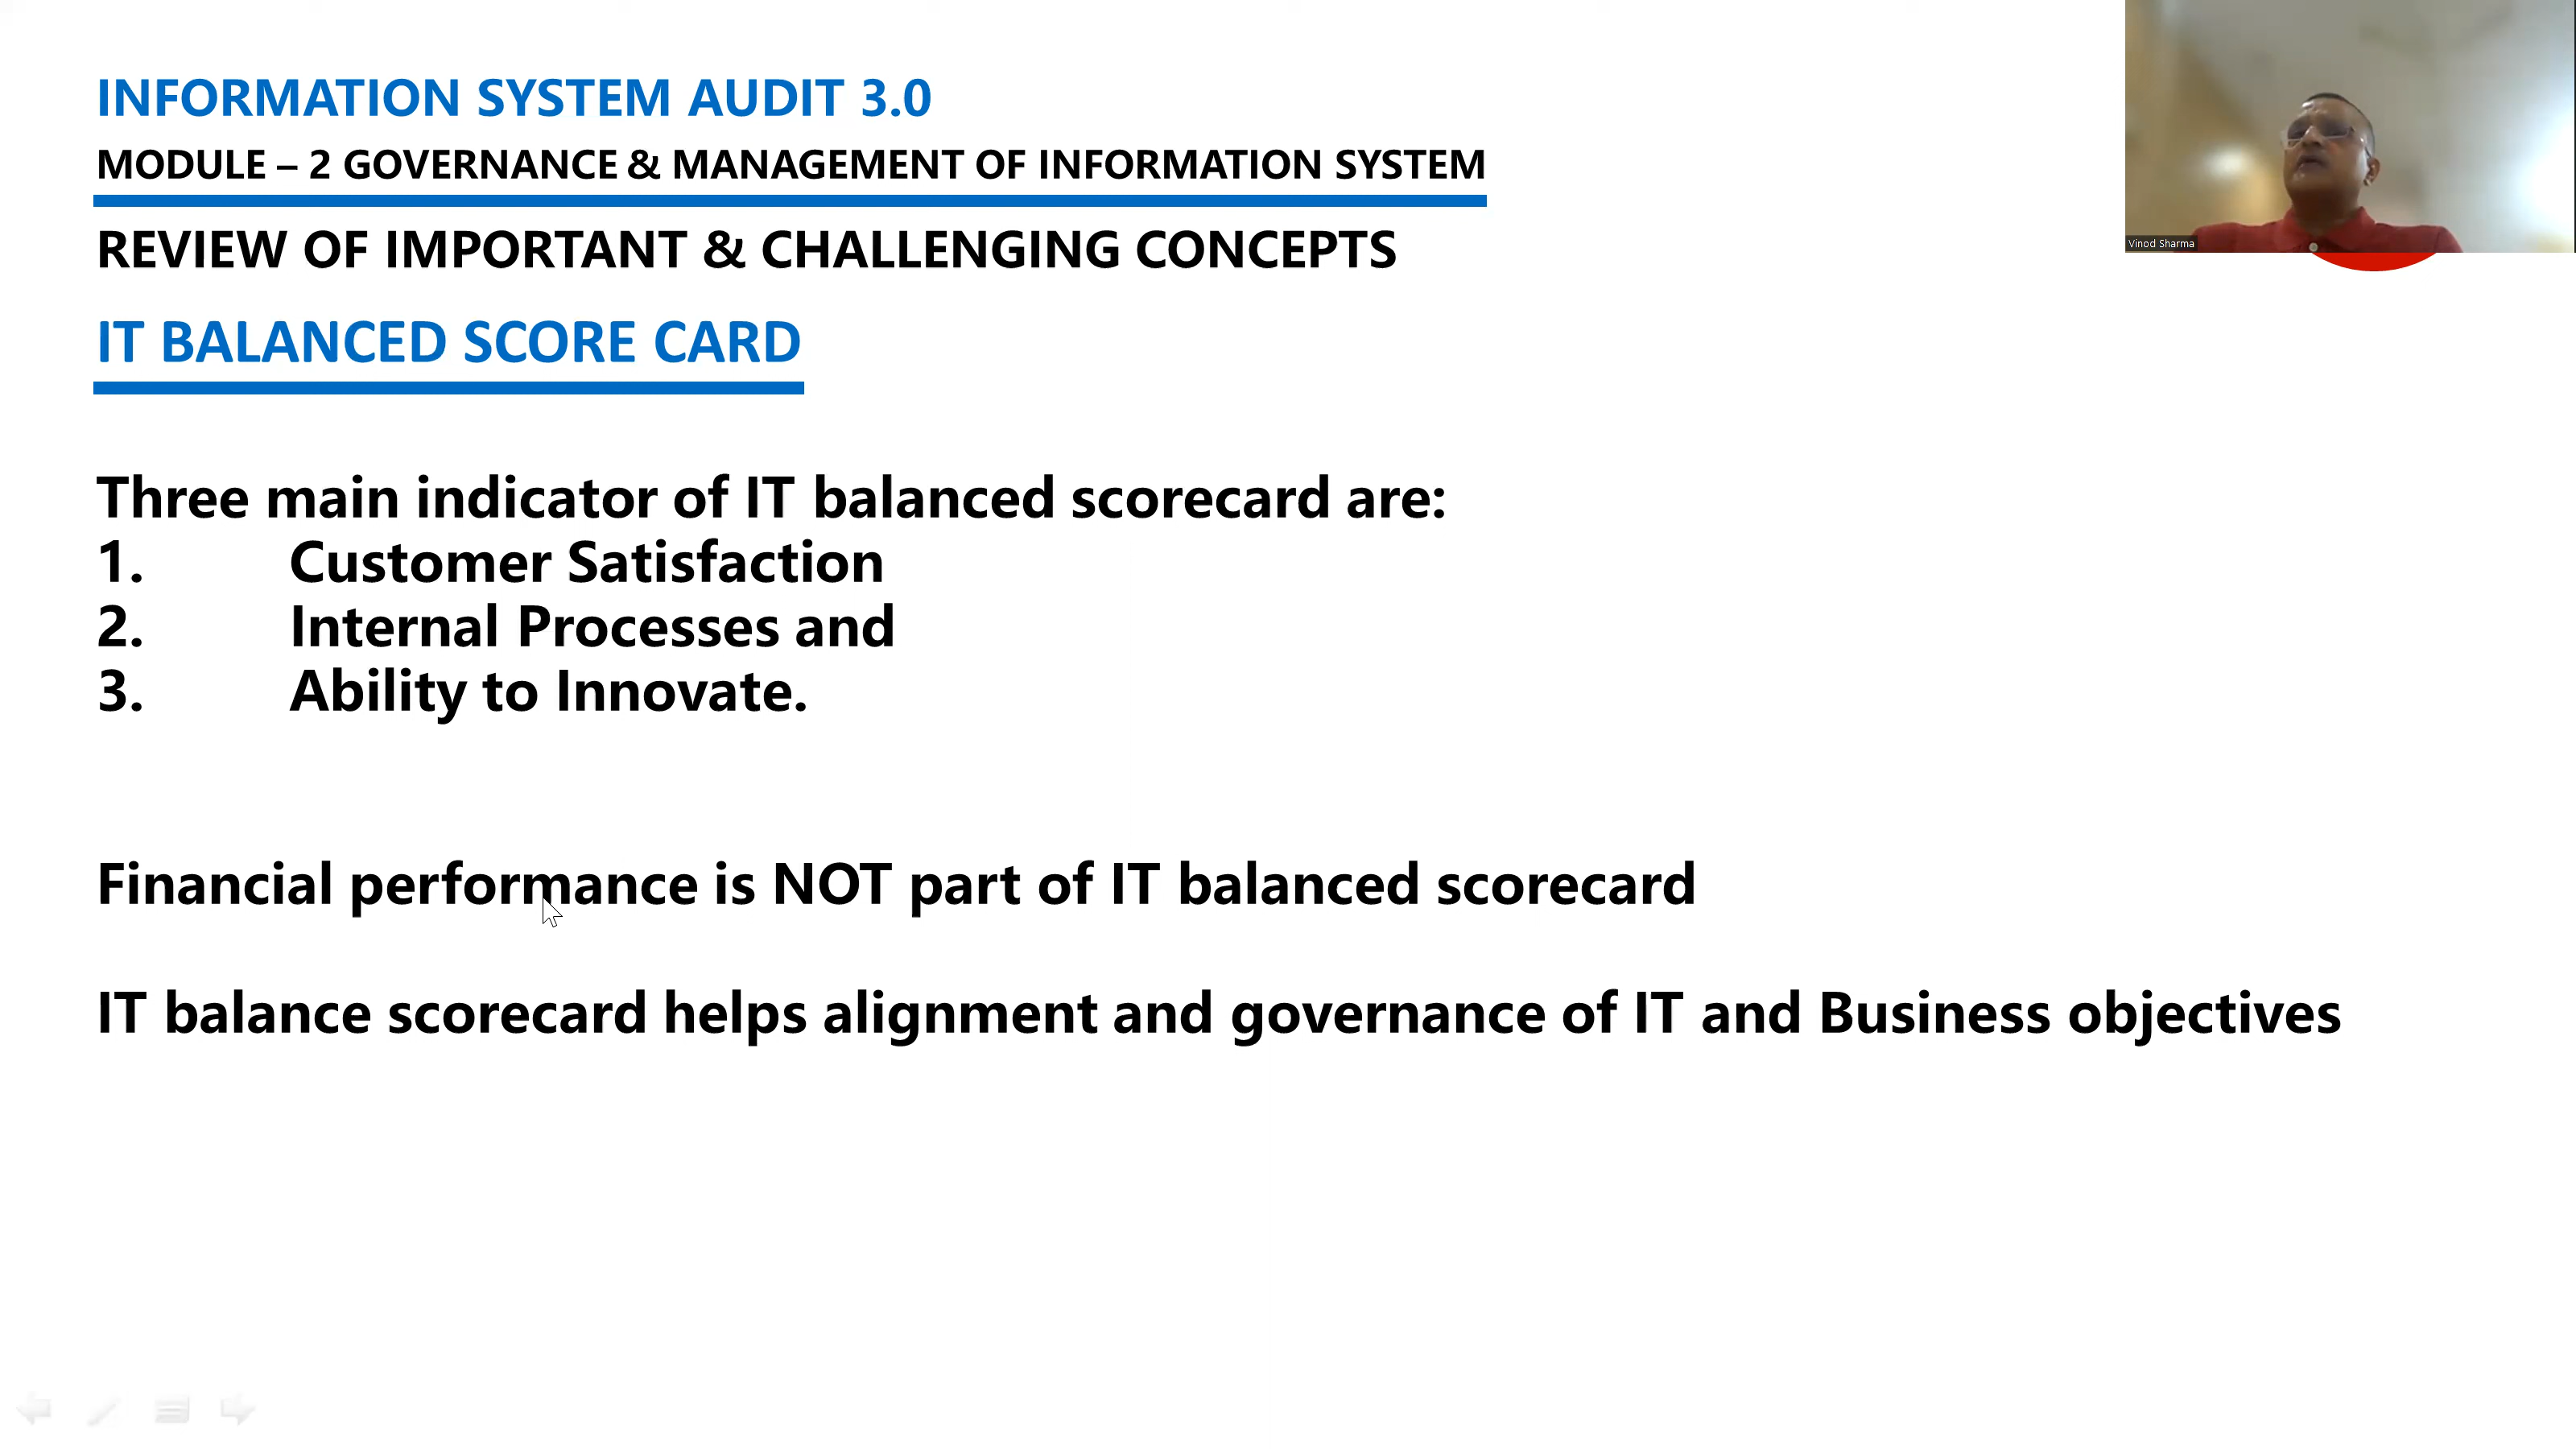 INFORMATION SYSTEM AUDIT 3.0
MODULE – 2 GOVERNANCE & MANAGEMENT OF INFORMATION SYSTEM
REVIEW OF IMPORTANT & CHALLENGING CONCEPTS
IT BALANCED SCORE CARD
Three main indicator of IT balanced scorecard are:
1. Customer Satisfaction
2. Internal Processes and
3. Ability to Innovate.
Financial performance is NOT part of IT balanced scorecard
IT balance scorecard helps alignment and governance of IT and Business objectives
Vinod Sharma